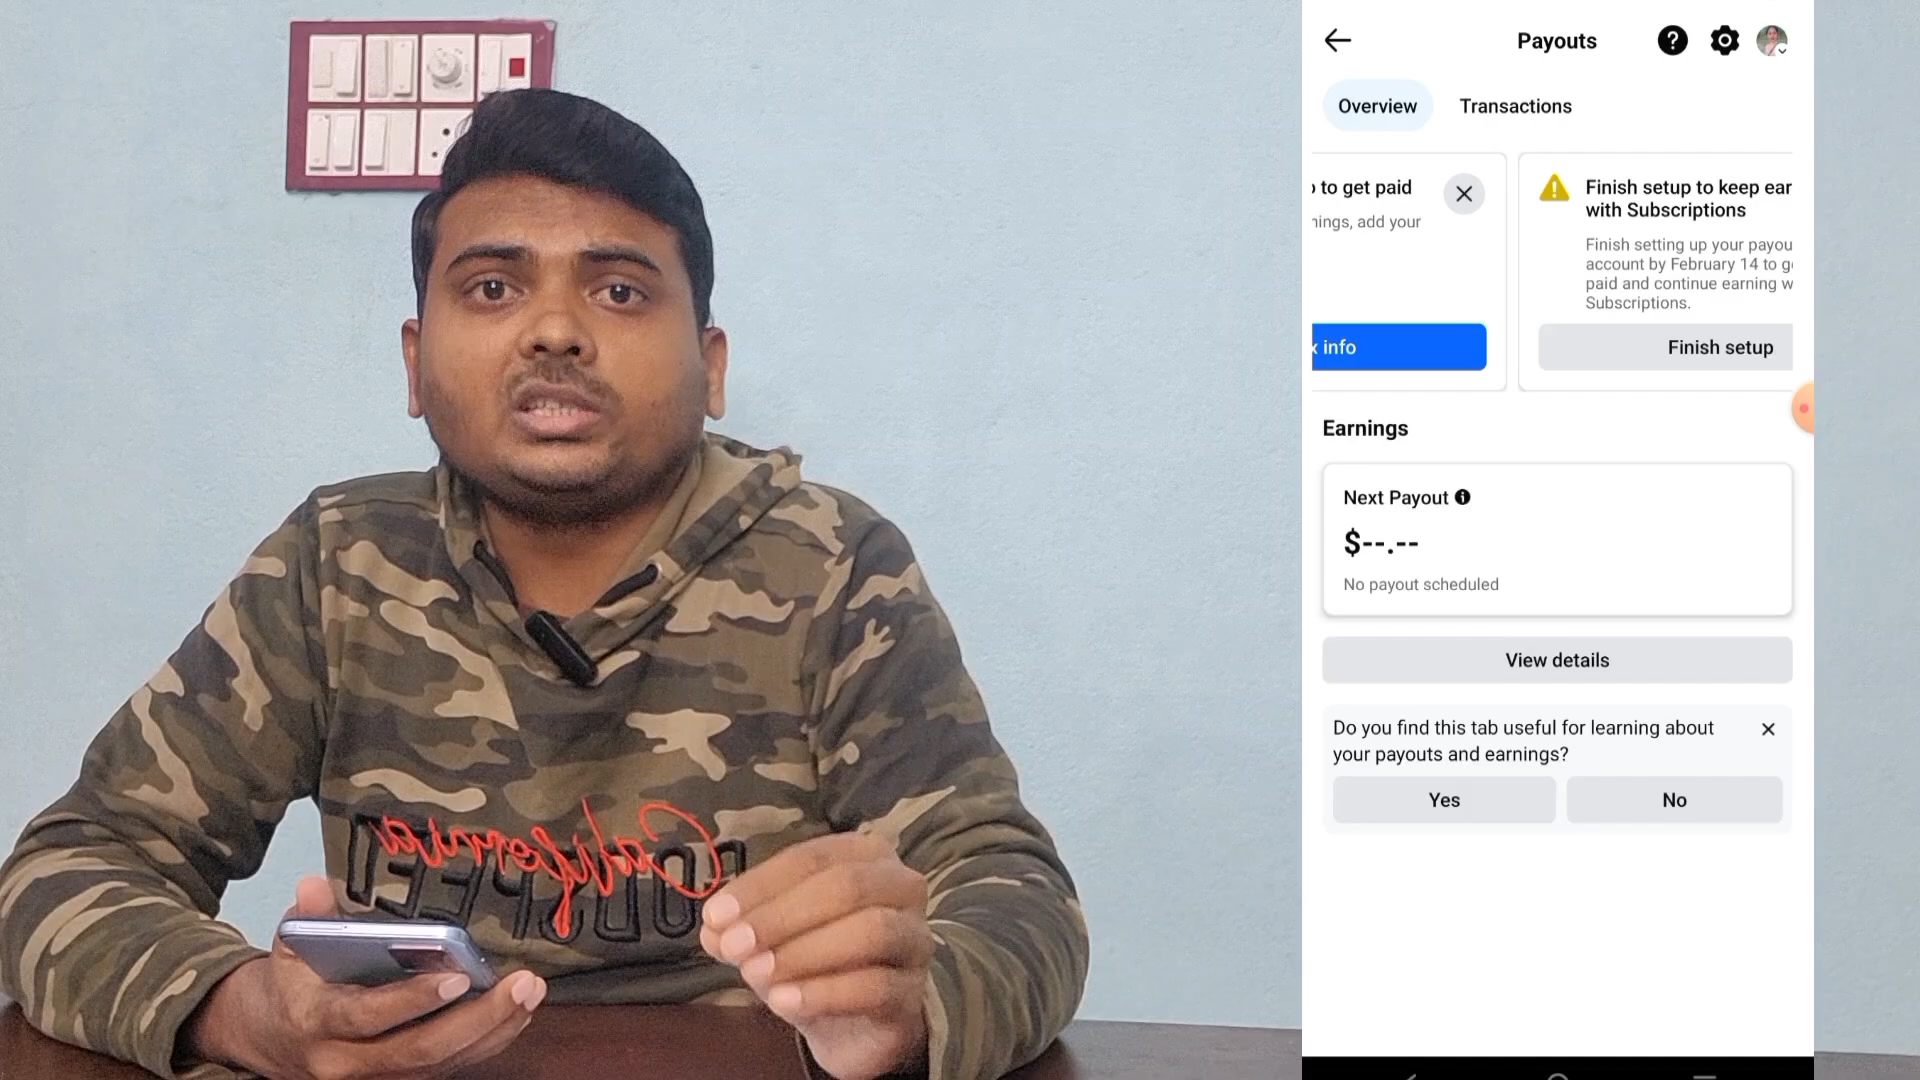 Payouts
Overview
Transactions
to get paid
nings, add your
info
Finish setup to keep ear
with Subscriptions
Finish setting up your payou
account by February 14 to g
paid and continue earning w
Subscriptions.
Finish setup
Earnings
Next Payout
$--.--
No payout scheduled
View details
Do you find this tab useful for learning about
your payouts and earnings?
Yes
No
California